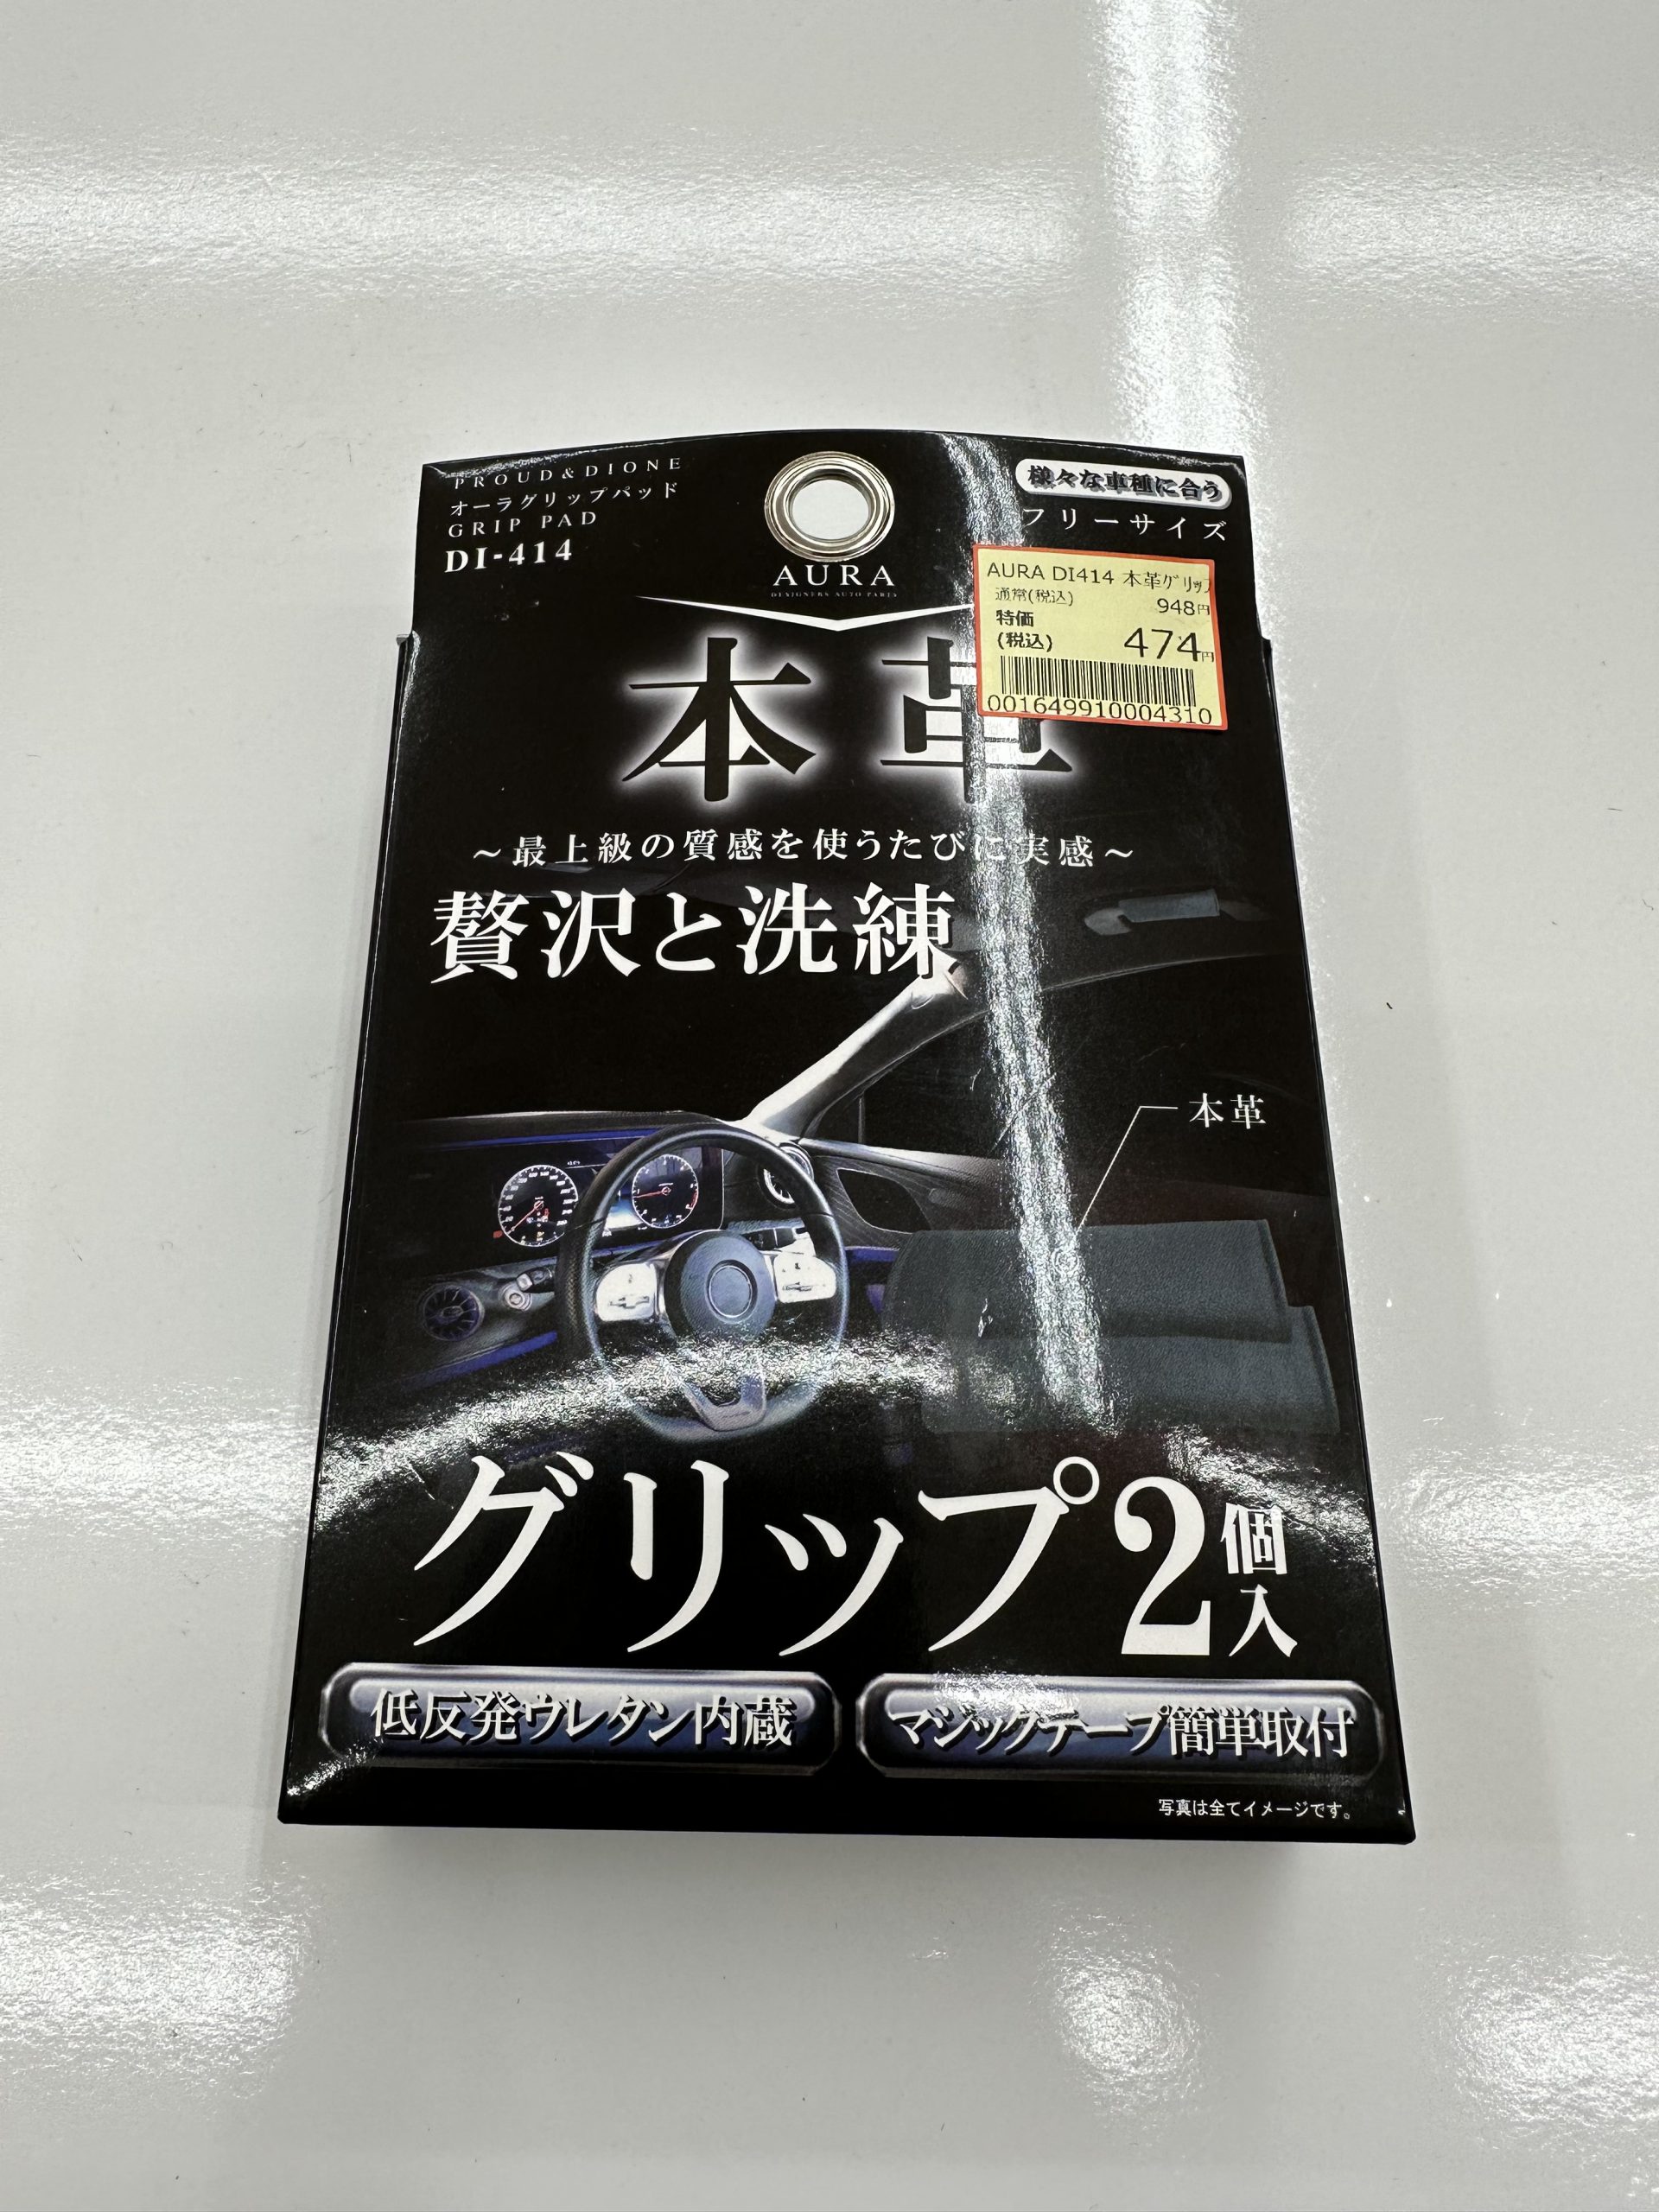 PROUD&DIONE
オーラグリップパッド
GRIP PAD
DI-414
AURA
DESIGNERS AUTO PARTS
様々な車種に合う
フリーサイズ
AURA DI414 本革ｸﾞﾘｯﾌﾟ
通常(税込) 948円
特価
(税込) 474円
001649910004310
本革
～最上級の質感を使うたびに実感～
贅沢と洗練
本革
グリップ2個入
低反発ウレタン内蔵
マジックテープ簡単取付
写真は全てイメージです。